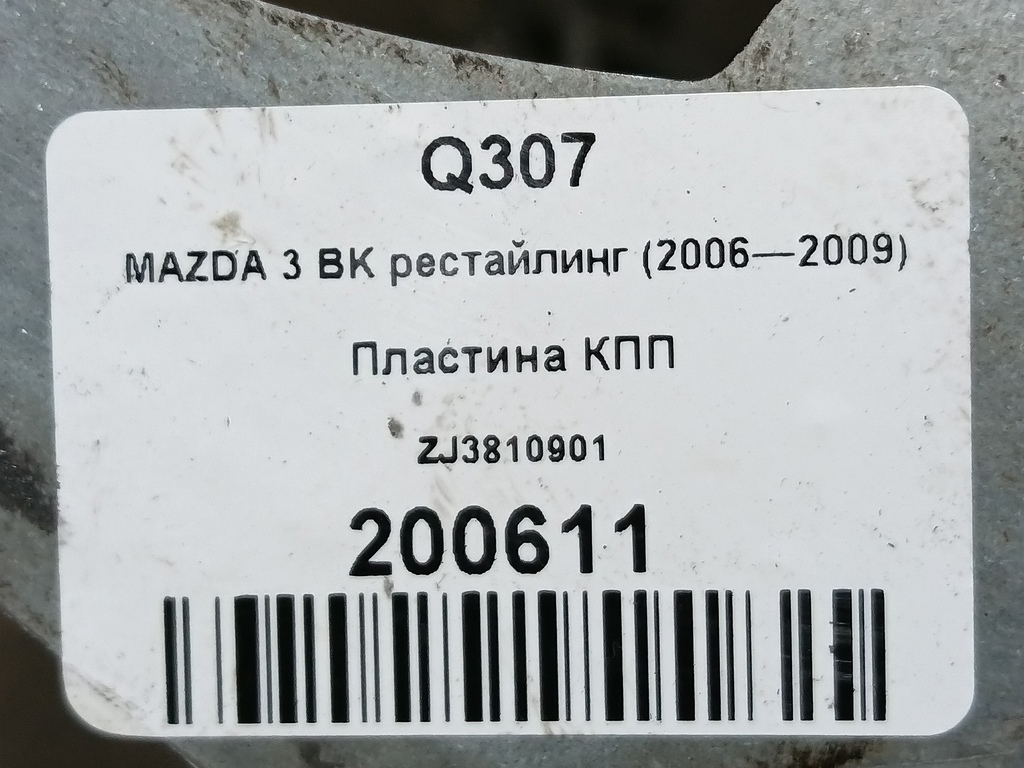 Q307
MAZDA 3 BK рестайлинг (2006—2009)
Пластина КПП
ZJ3810901
200611